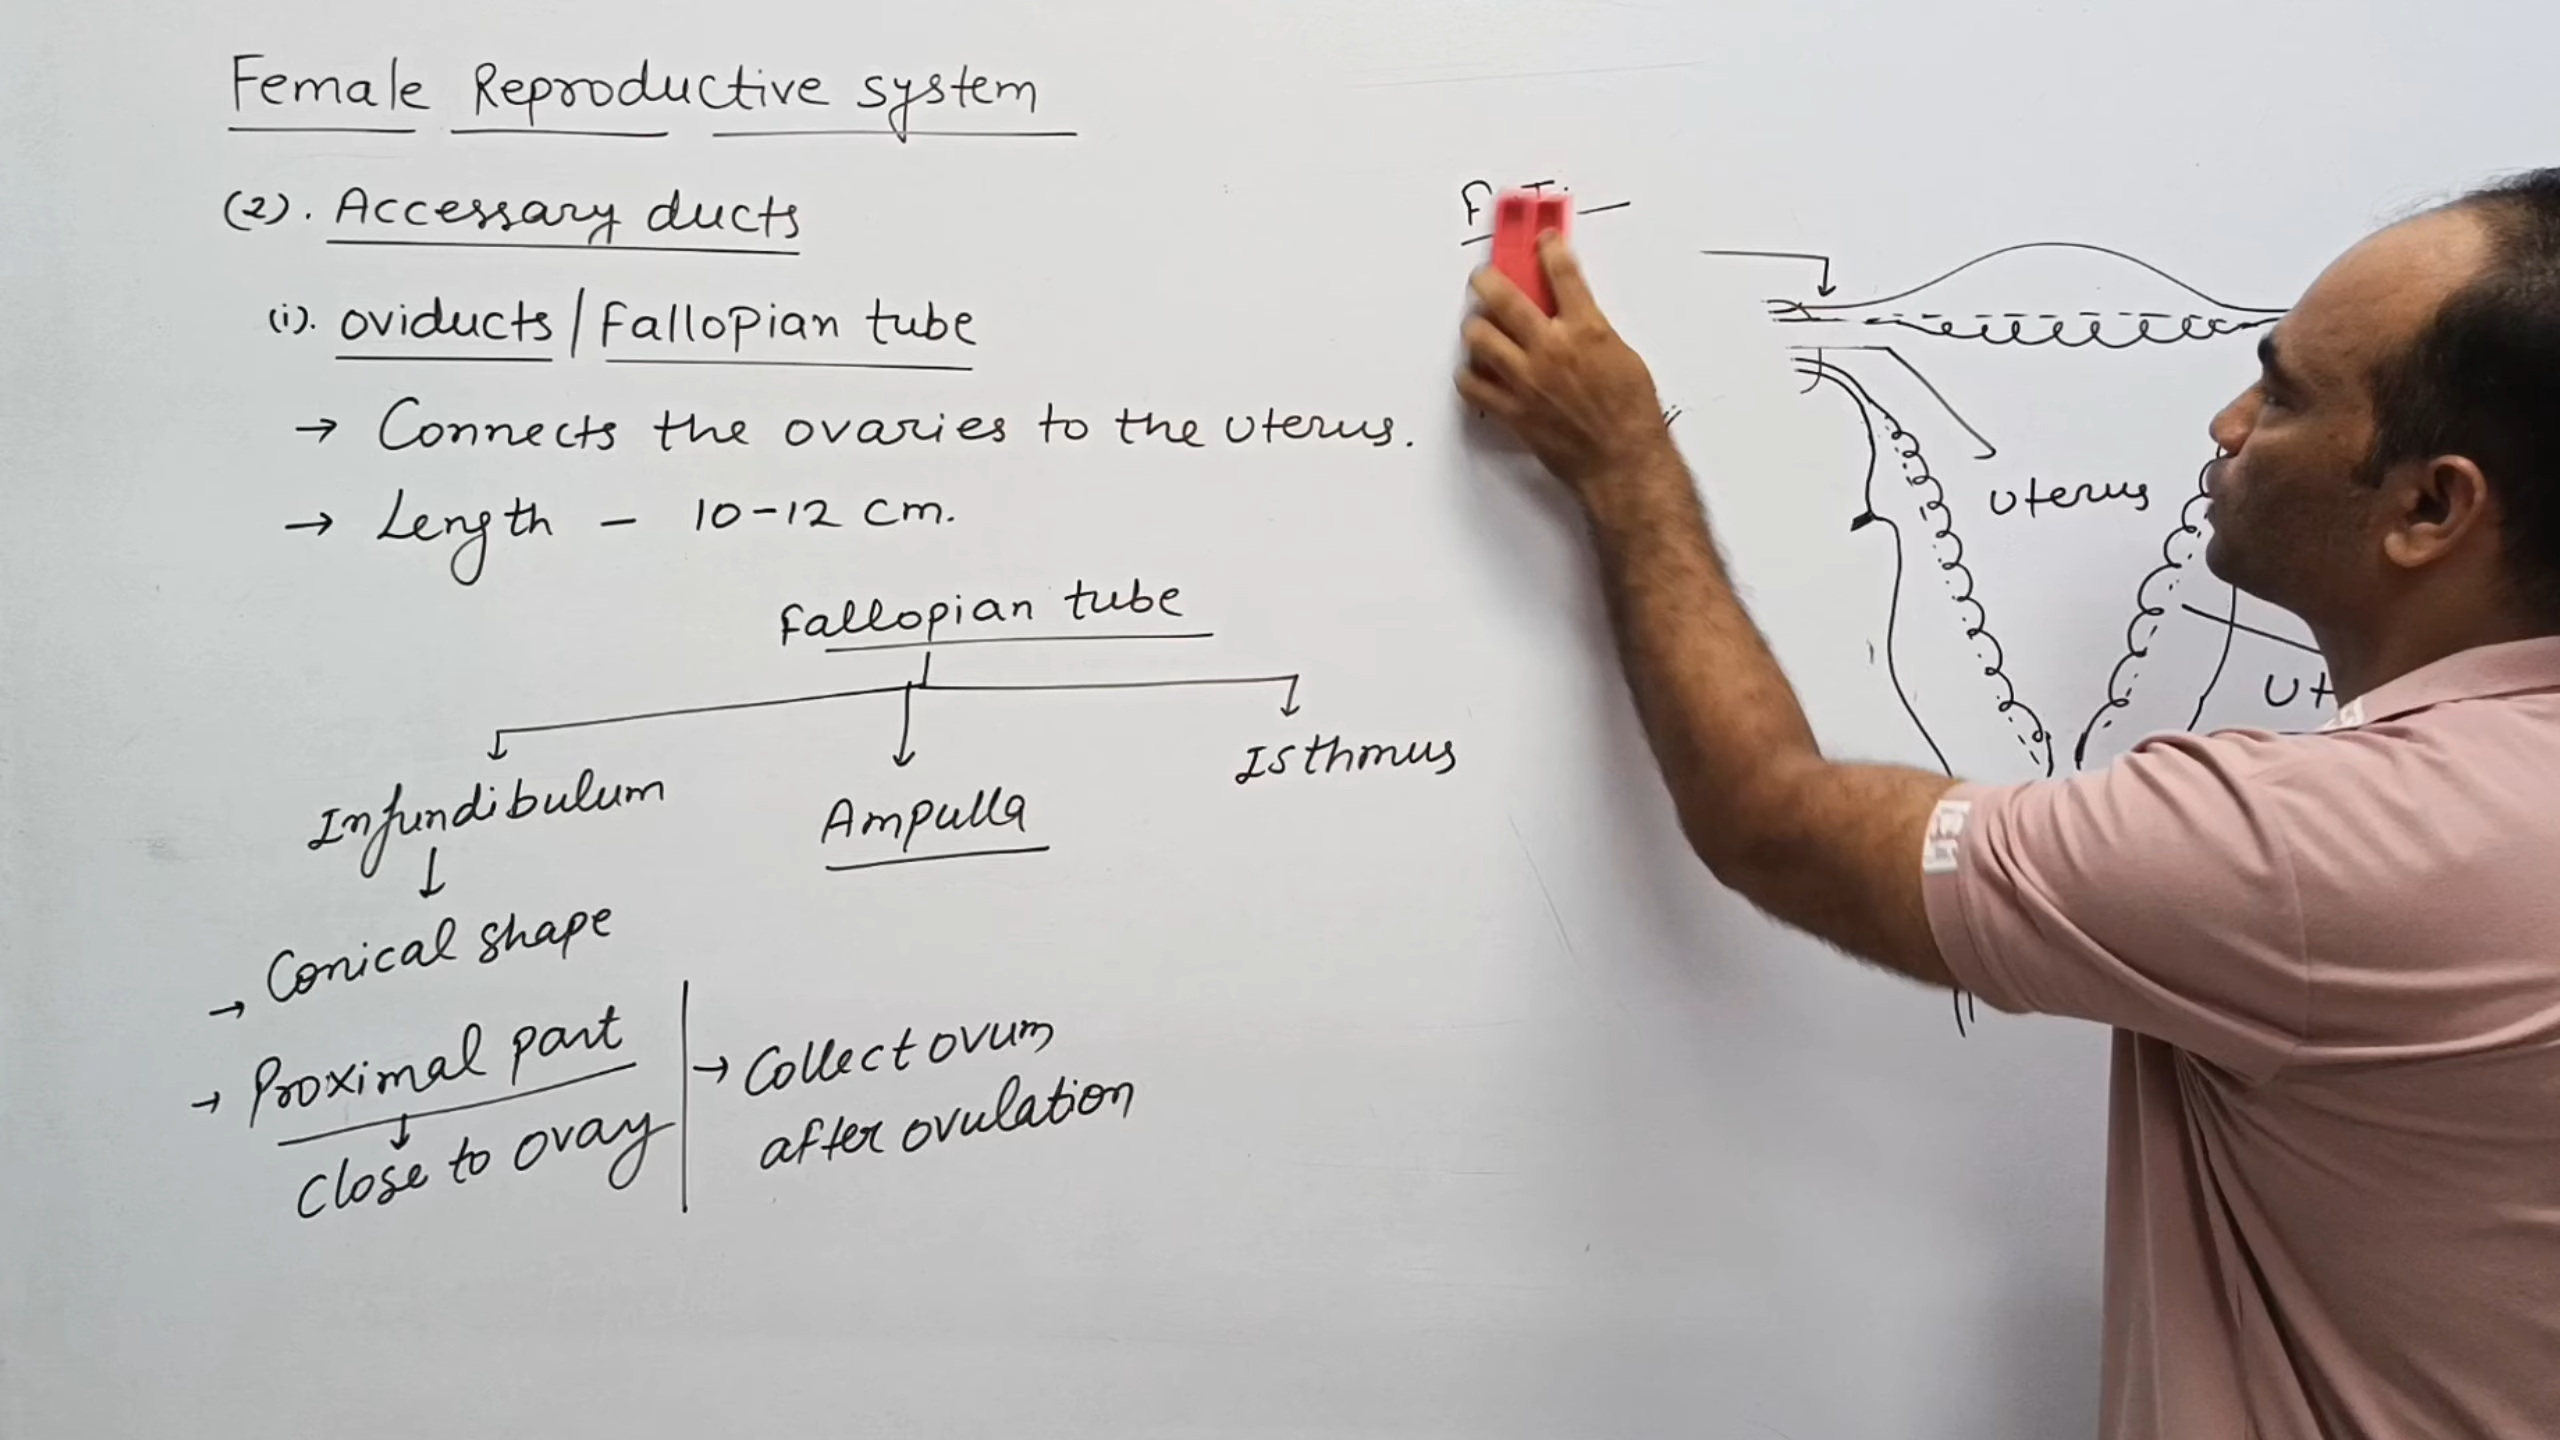 Female Reproductive system
(2). Accessary ducts
(i). oviducts / Fallopian tube
→ Connects the ovaries to the uterus.
→ Length - 10-12 cm.
Fallopian tube
Infundibulum
Ampulla
Isthmus
↓
Conical shape
→ Proximal part
↓
Close to ovay
→ Collect ovum
after ovulation
F.T.
uterus